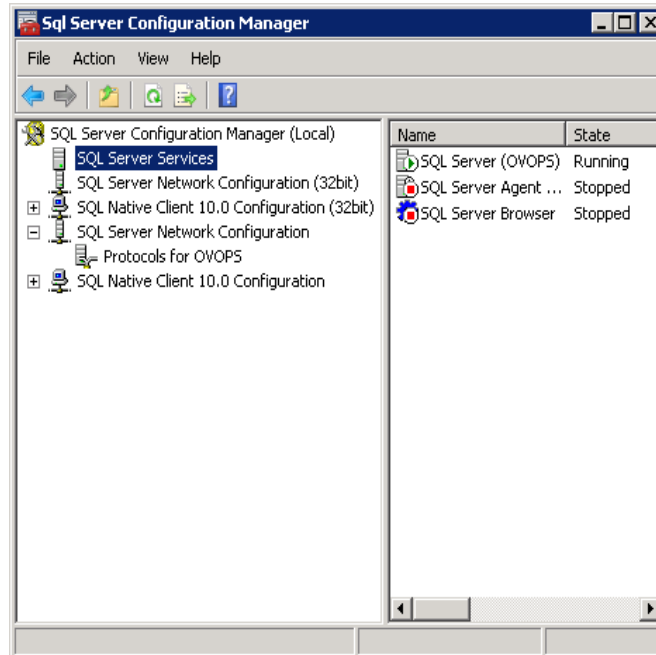 Sql Server Configuration Manager
File Action View Help
SQL Server Configuration Manager (Local)
SQL Server Services
SQL Server Network Configuration (32bit)
SQL Native Client 10.0 Configuration (32bit)
SQL Server Network Configuration
Protocols for OVOPS
SQL Native Client 10.0 Configuration
Name State
SQL Server (OVOPS) Running
SQL Server Agent ... Stopped
SQL Server Browser Stopped